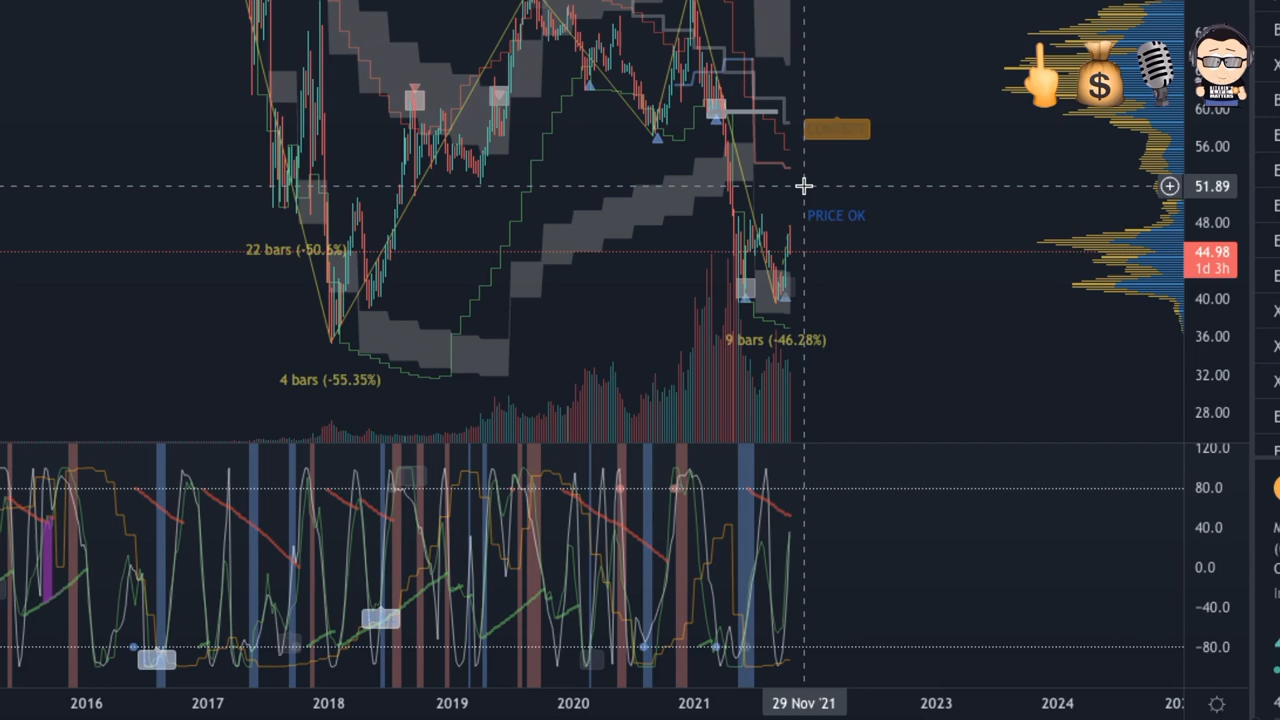 60.00
56.00
51.89
PRICE OK
48.00
22 bars (-50.6%)
44.98
1d 3h
40.00
36.00
9 bars (-46.28%)
4 bars (-55.35%)
32.00
28.00
120.0
80.0
40.0
0.0
-40.0
-80.0
2016 2017 2018 2019 2020 2021 29 Nov '21 2023 2024